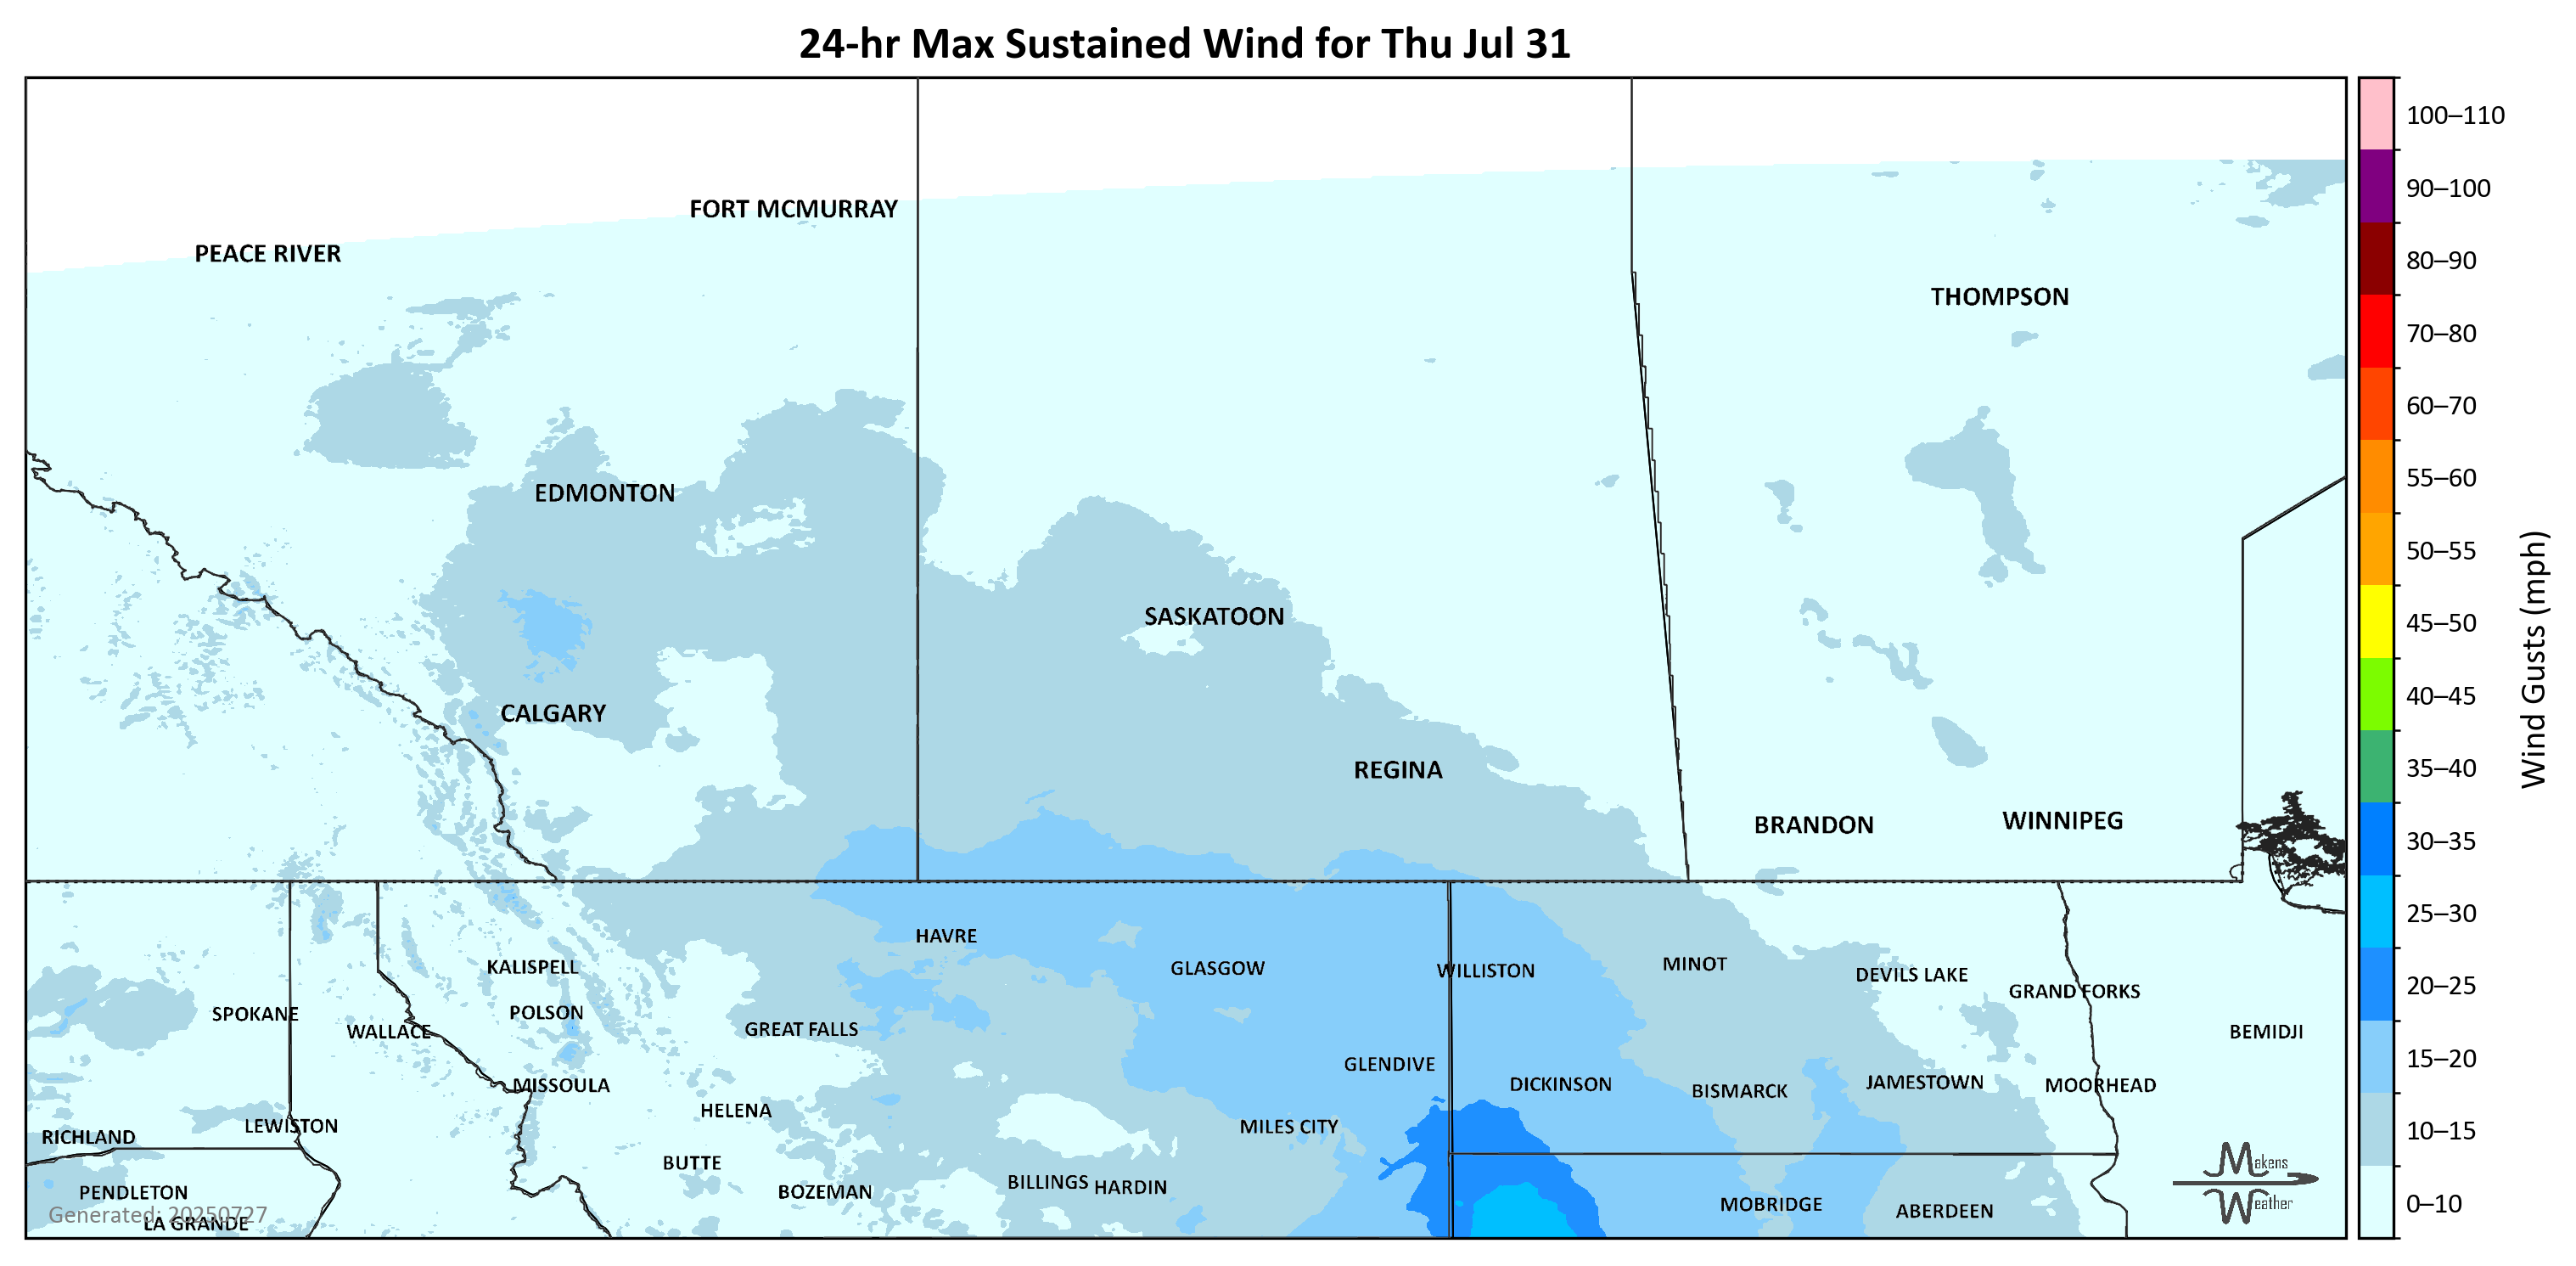 24-hr Max Sustained Wind for Thu Jul 31
100–110
90–100
80–90
70–80
60–70
55–60
50–55
45–50
40–45
35–40
30–35
25–30
20–25
15–20
10–15
0–10
Wind Gusts (mph)
FORT MCMURRAY
PEACE RIVER
THOMPSON
EDMONTON
SASKATOON
CALGARY
REGINA
BRANDON
WINNIPEG
HAVRE
KALISPELL
GLASGOW
WILLISTON
MINOT
DEVILS LAKE
GRAND FORKS
SPOKANE
POLSON
WALLACE
GREAT FALLS
BEMIDJI
GLENDIVE
MISSOULA
DICKINSON
BISMARCK
JAMESTOWN
MOORHEAD
HELENA
LEWISTON
MILES CITY
RICHLAND
BUTTE
BILLINGS
HARDIN
PENDLETON
BOZEMAN
MOBRIDGE
ABERDEEN
Generated: 20250727
LA GRANDE
Makens
Weather